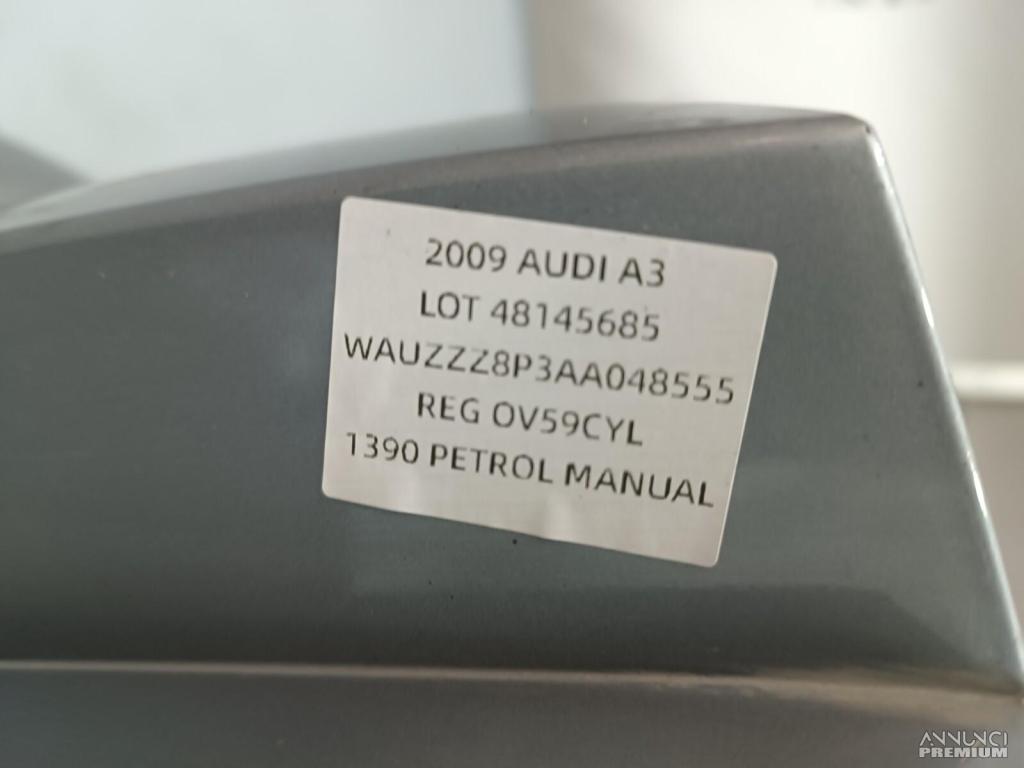 2009 AUDI A3
LOT 48145685
WAUZZZ8P3AA048555
REG OV59CYL
1390 PETROL MANUAL
ANNUNCI
PREMIUM